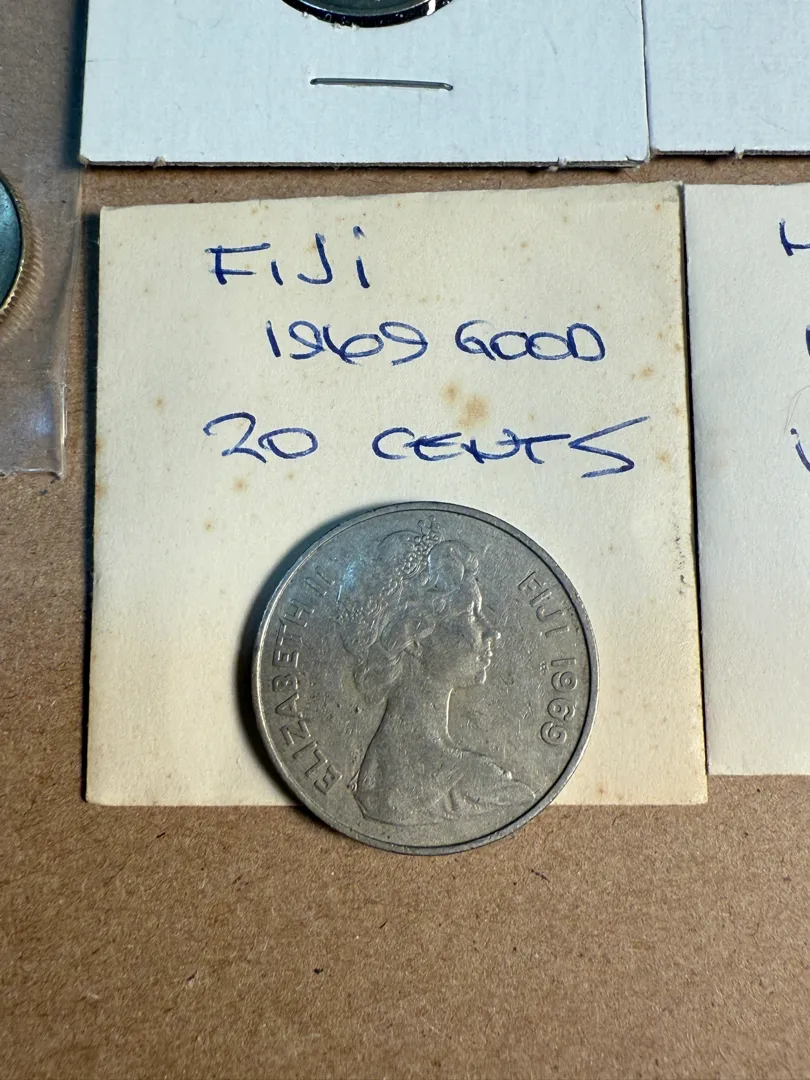 FiJi
1969 GOOD
20 CENTS
ELIZABETH II
FIJI 1969